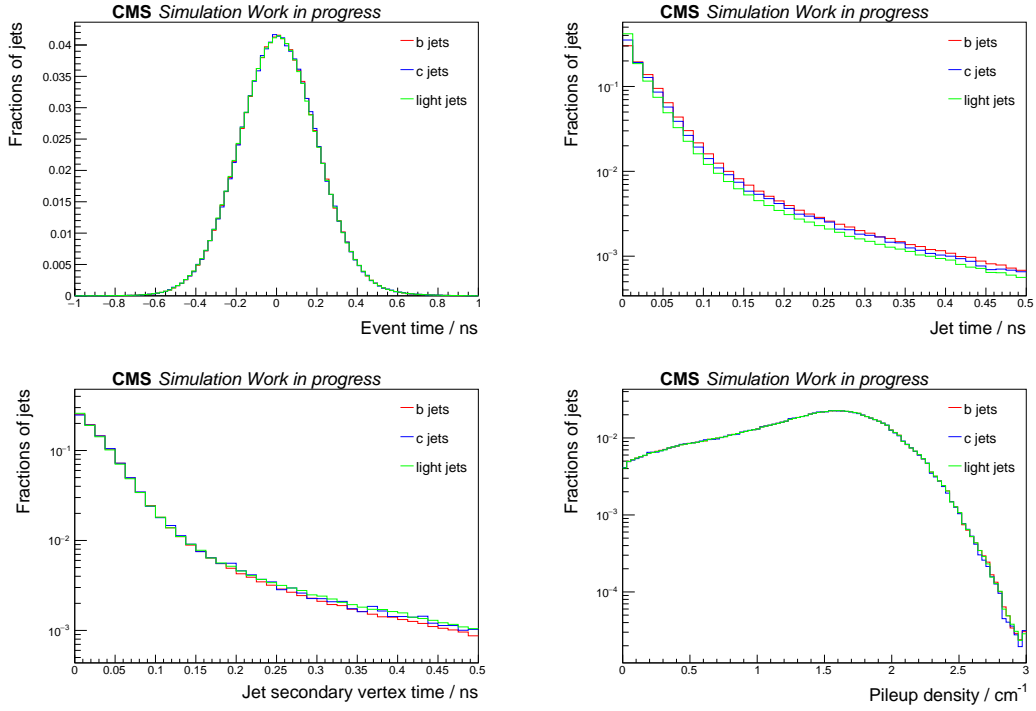 CMS Simulation Work in progress
Fractions of jets
0.04
0.035
0.03
0.025
0.02
0.015
0.01
0.005
0
b jets
c jets
light jets
−1 −0.8 −0.6 −0.4 −0.2 0 0.2 0.4 0.6 0.8 1
Event time / ns
CMS Simulation Work in progress
Fractions of jets
10⁻¹
10⁻²
10⁻³
b jets
c jets
light jets
0 0.05 0.1 0.15 0.2 0.25 0.3 0.35 0.4 0.45 0.5
Jet time / ns
CMS Simulation Work in progress
Fractions of jets
10⁻¹
10⁻²
10⁻³
b jets
c jets
light jets
0 0.05 0.1 0.15 0.2 0.25 0.3 0.35 0.4 0.45 0.5
Jet secondary vertex time / ns
CMS Simulation Work in progress
Fractions of jets
10⁻²
10⁻³
10⁻⁴
b jets
c jets
light jets
0 0.5 1 1.5 2 2.5 3
Pileup density / cm⁻¹